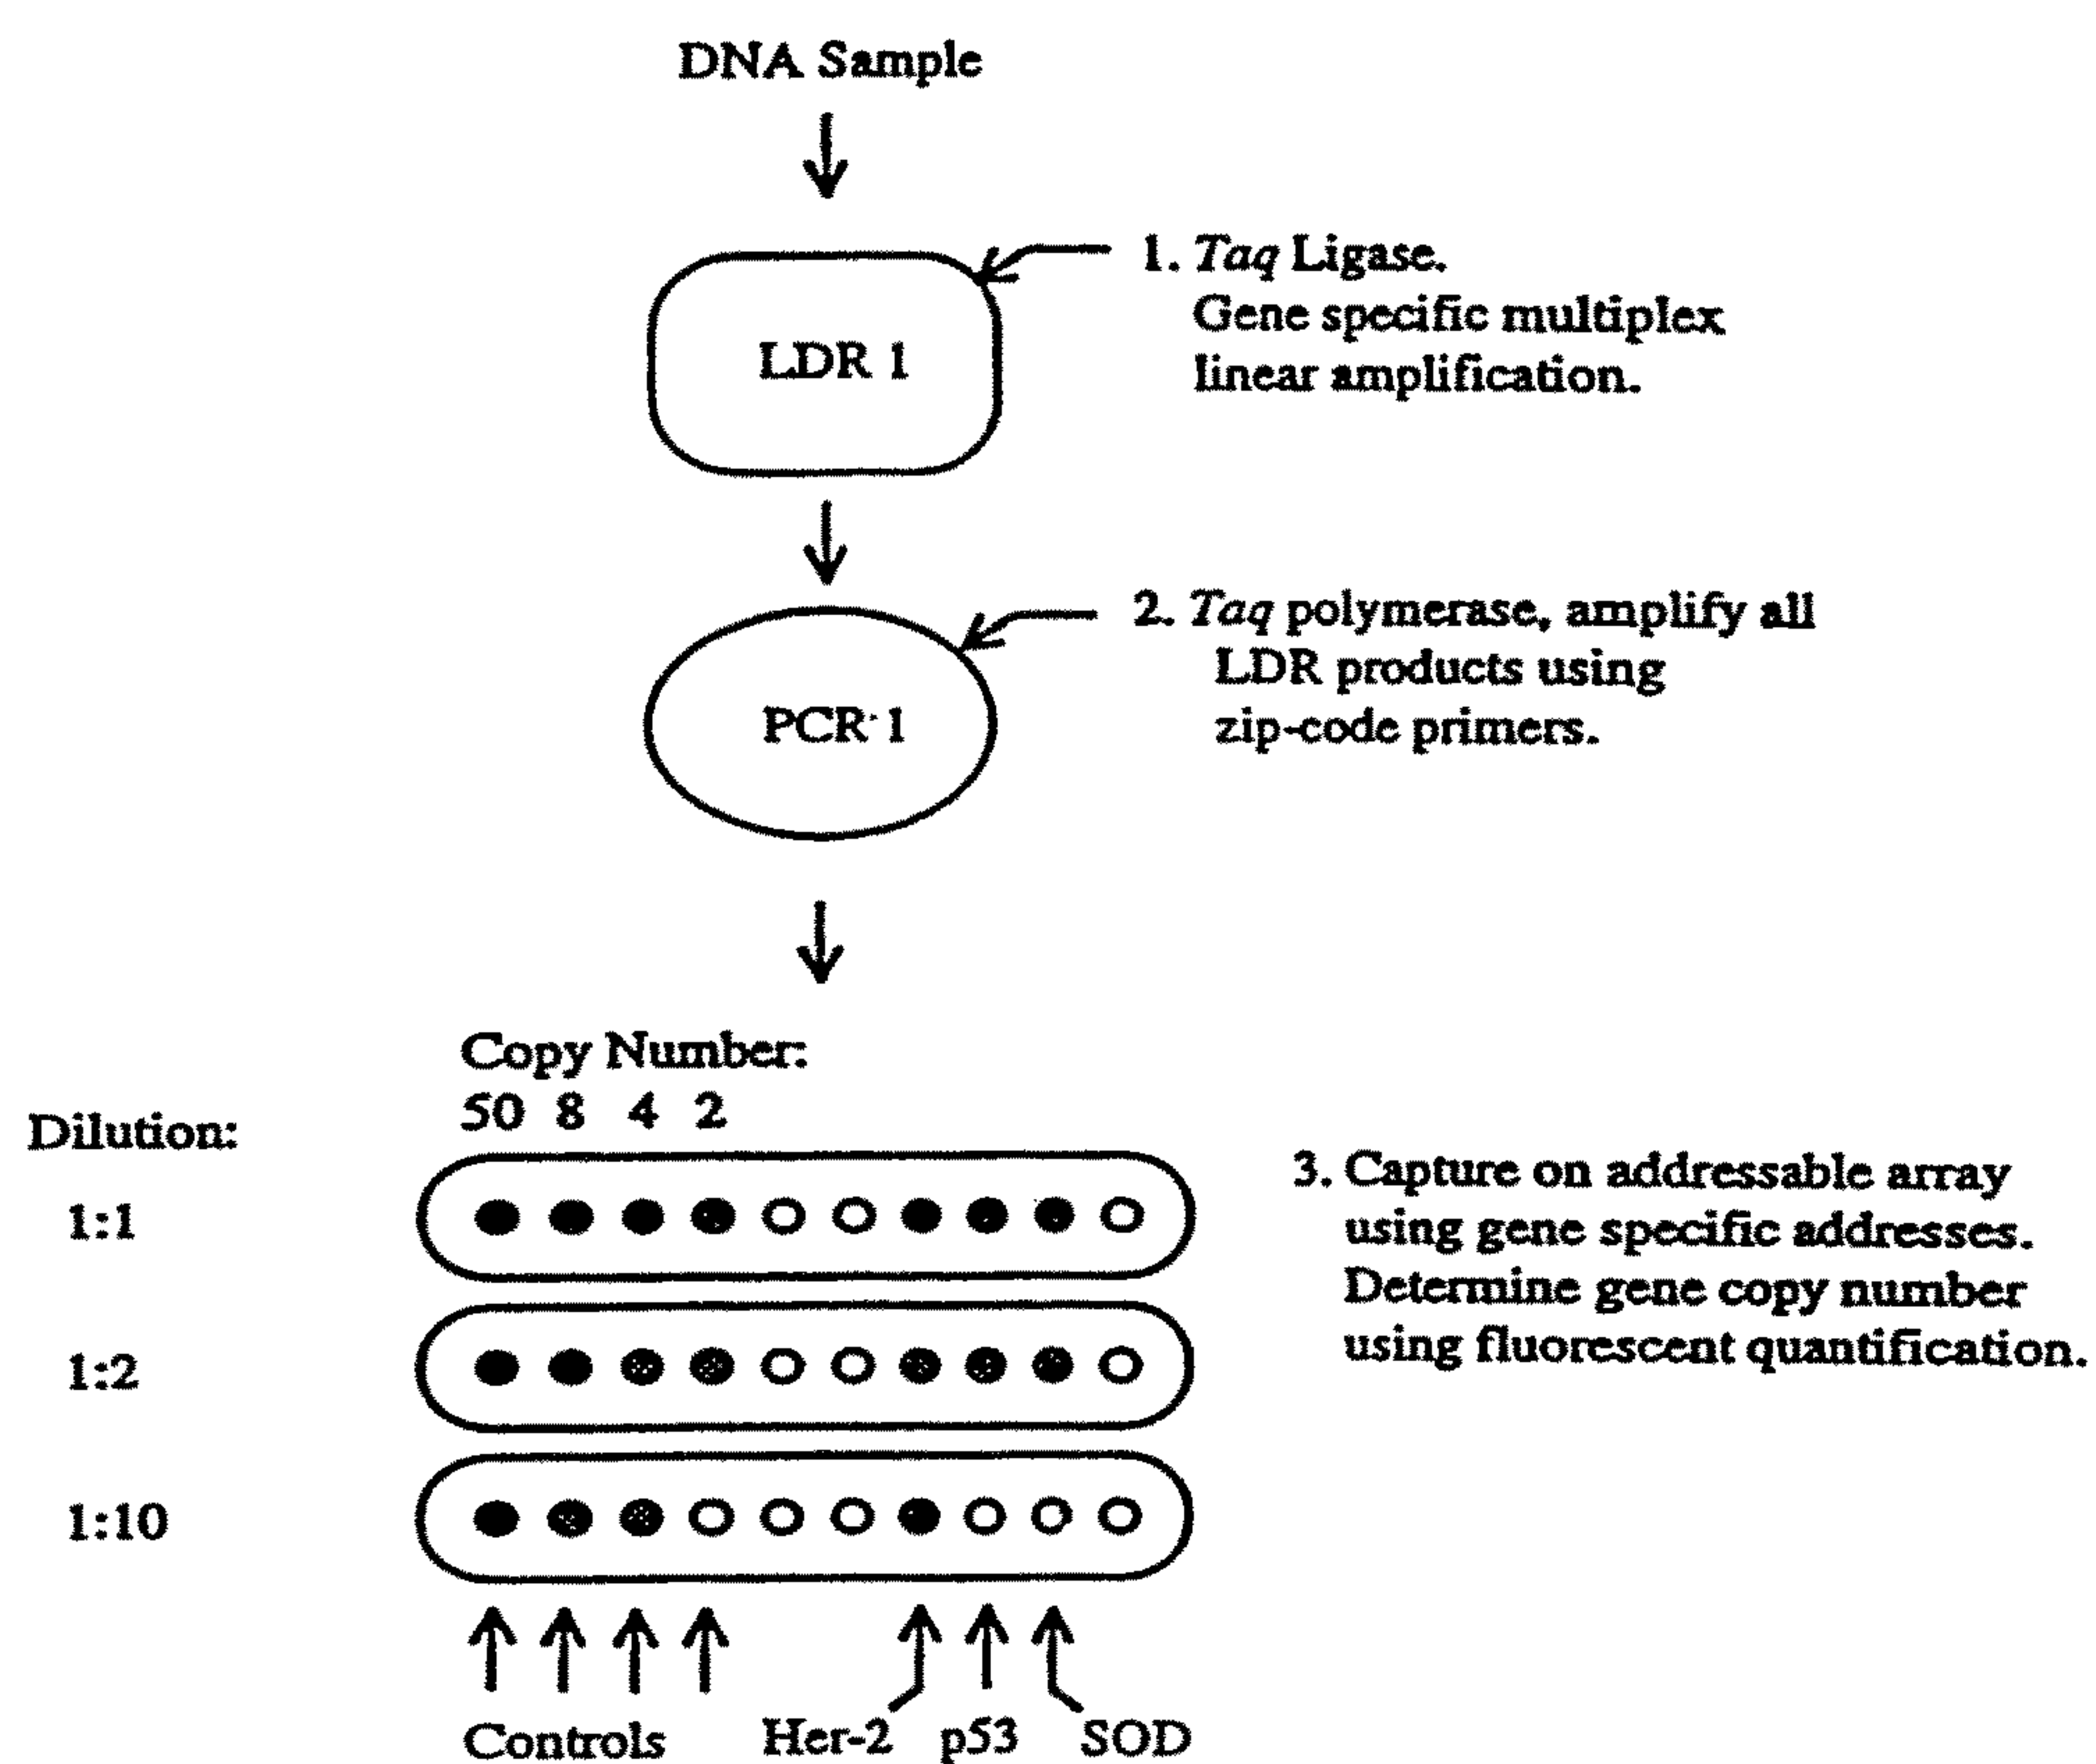 DNA Sample
1. Taq Ligase.
Gene specific multiplex
linear amplification.
LDR 1
2. Taq polymerase, amplify all
LDR products using
zip-code primers.
PCR 1
Copy Number:
50 8 4 2
Dilution:
1:1
1:2
1:10
3. Capture on addressable array
using gene specific addresses.
Determine gene copy number
using fluorescent quantification.
Controls
Her-2
p53
SOD